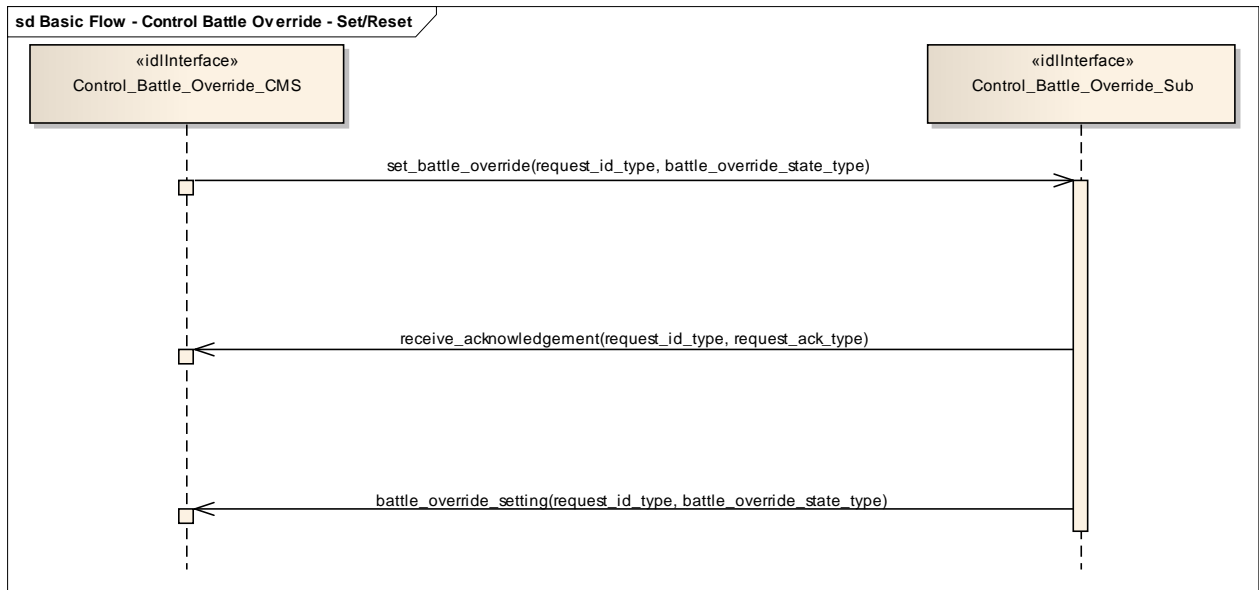 sd Basic Flow - Control Battle Override - Set/Reset
«idlInterface»
Control_Battle_Override_CMS
«idlInterface»
Control_Battle_Override_Sub
set_battle_override(request_id_type, battle_override_state_type)
receive_acknowledgement(request_id_type, request_ack_type)
battle_override_setting(request_id_type, battle_override_state_type)